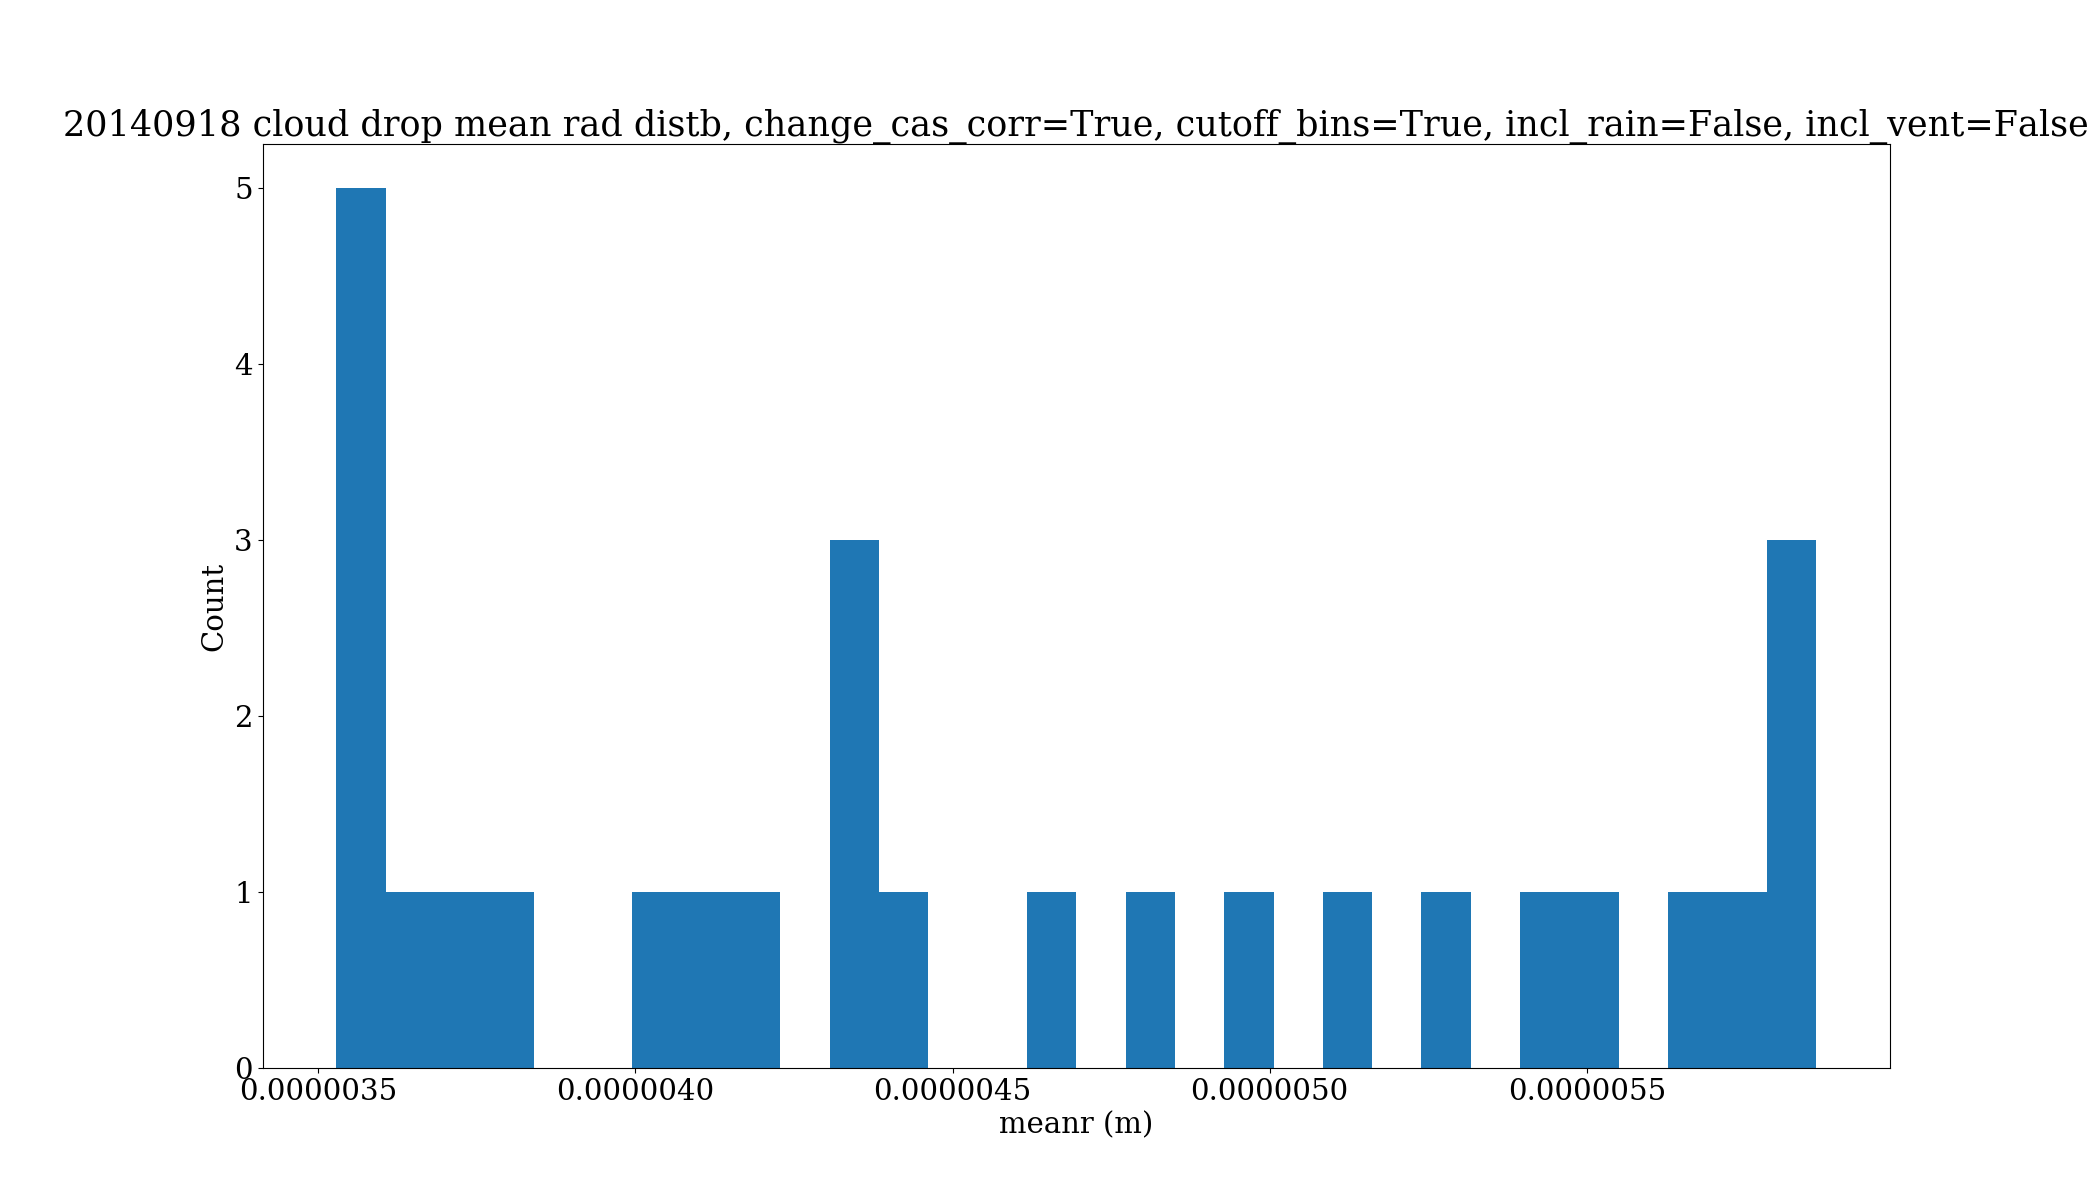 20140918 cloud drop mean rad distb, change_cas_corr=True, cutoff_bins=True, incl_rain=False, incl_vent=False
5
4
3
2
1
0
Count
0.0000035 0.0000040 0.0000045 0.0000050 0.0000055
meanr (m)